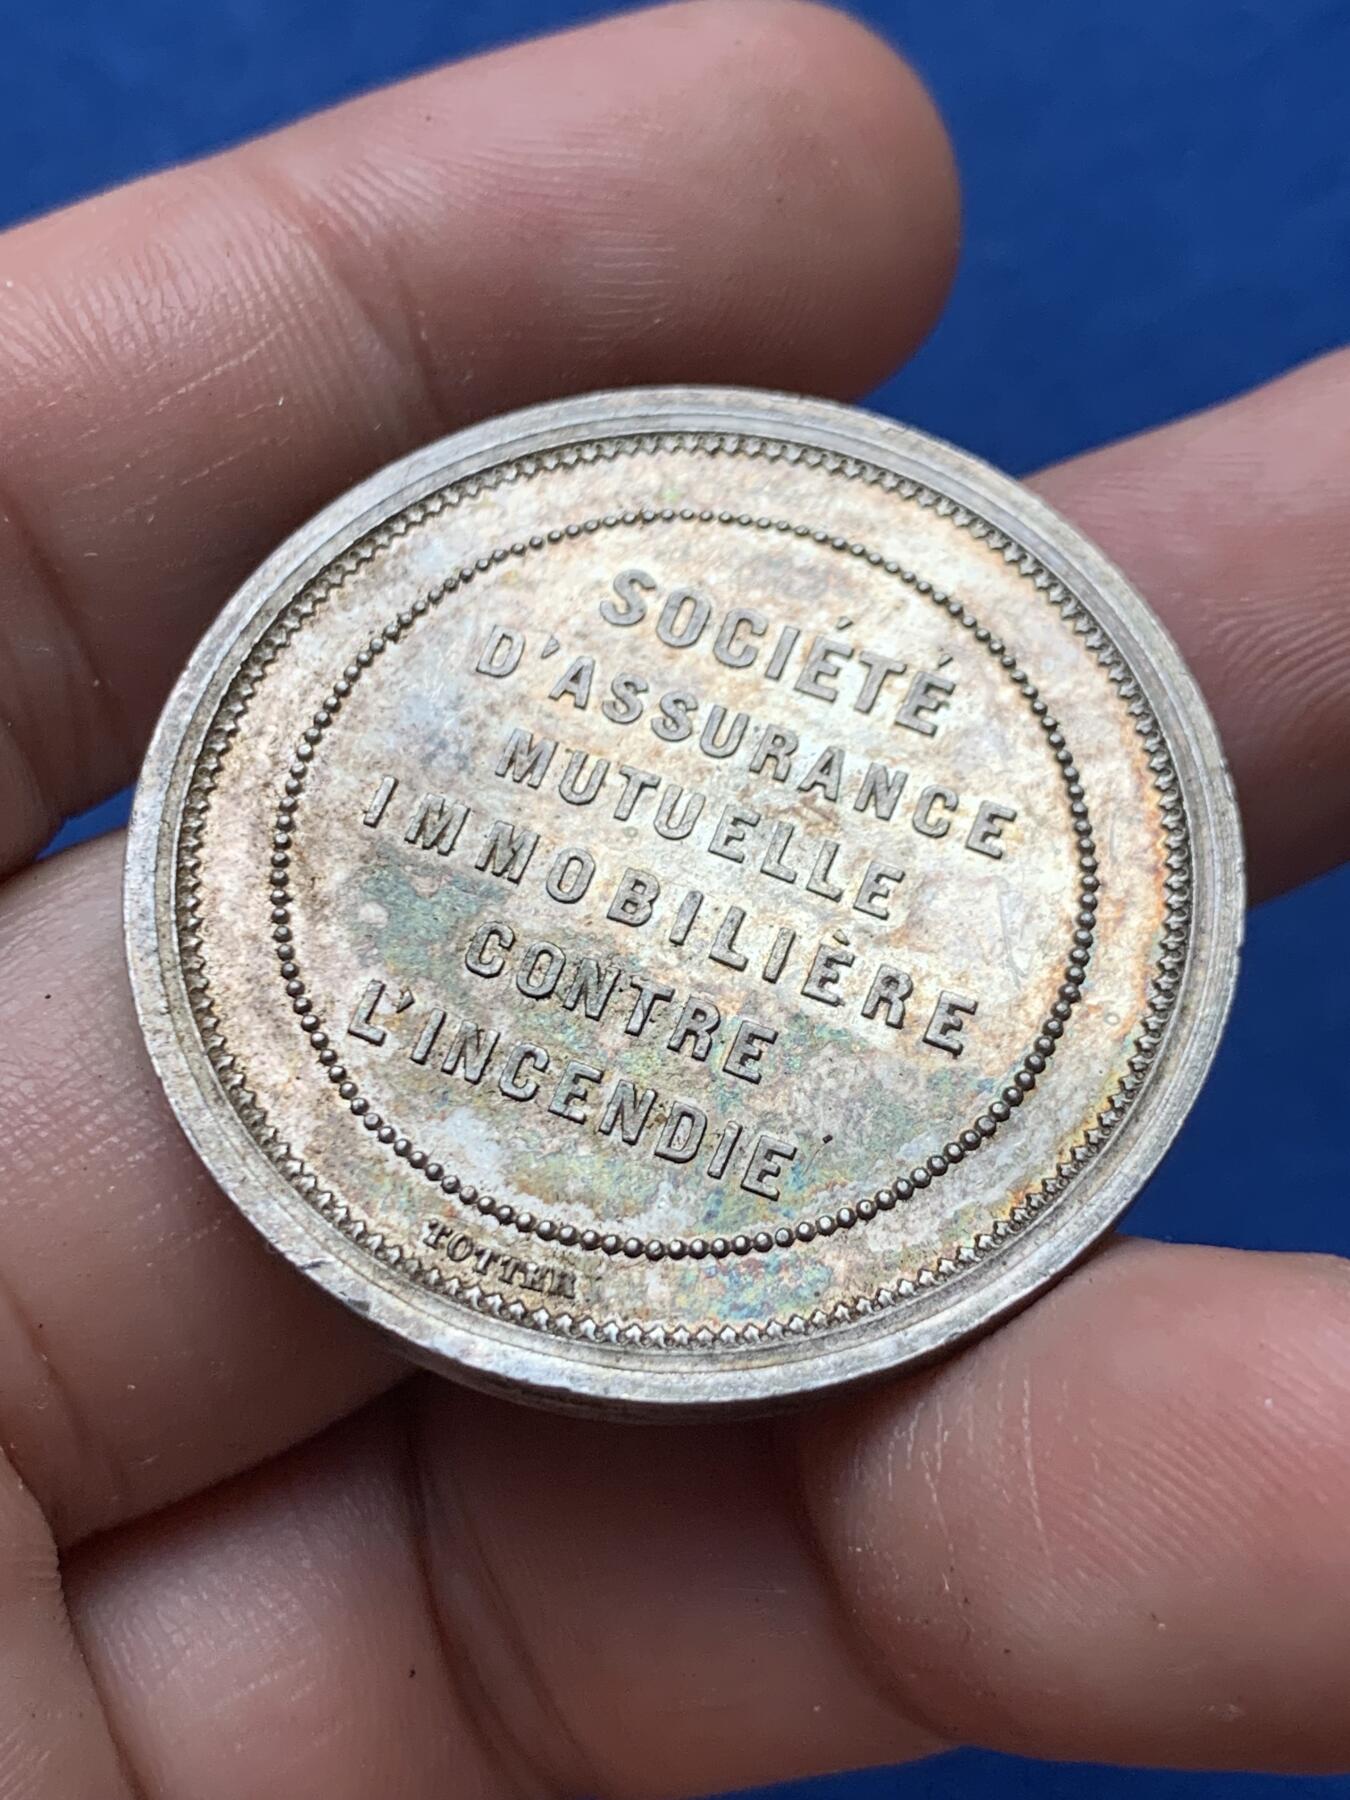 SOCIÉTÉ
D'ASSURANCE
MUTUELLE
IMMOBILIÈRE
CONTRE
L'INCENDIE
TOTTER